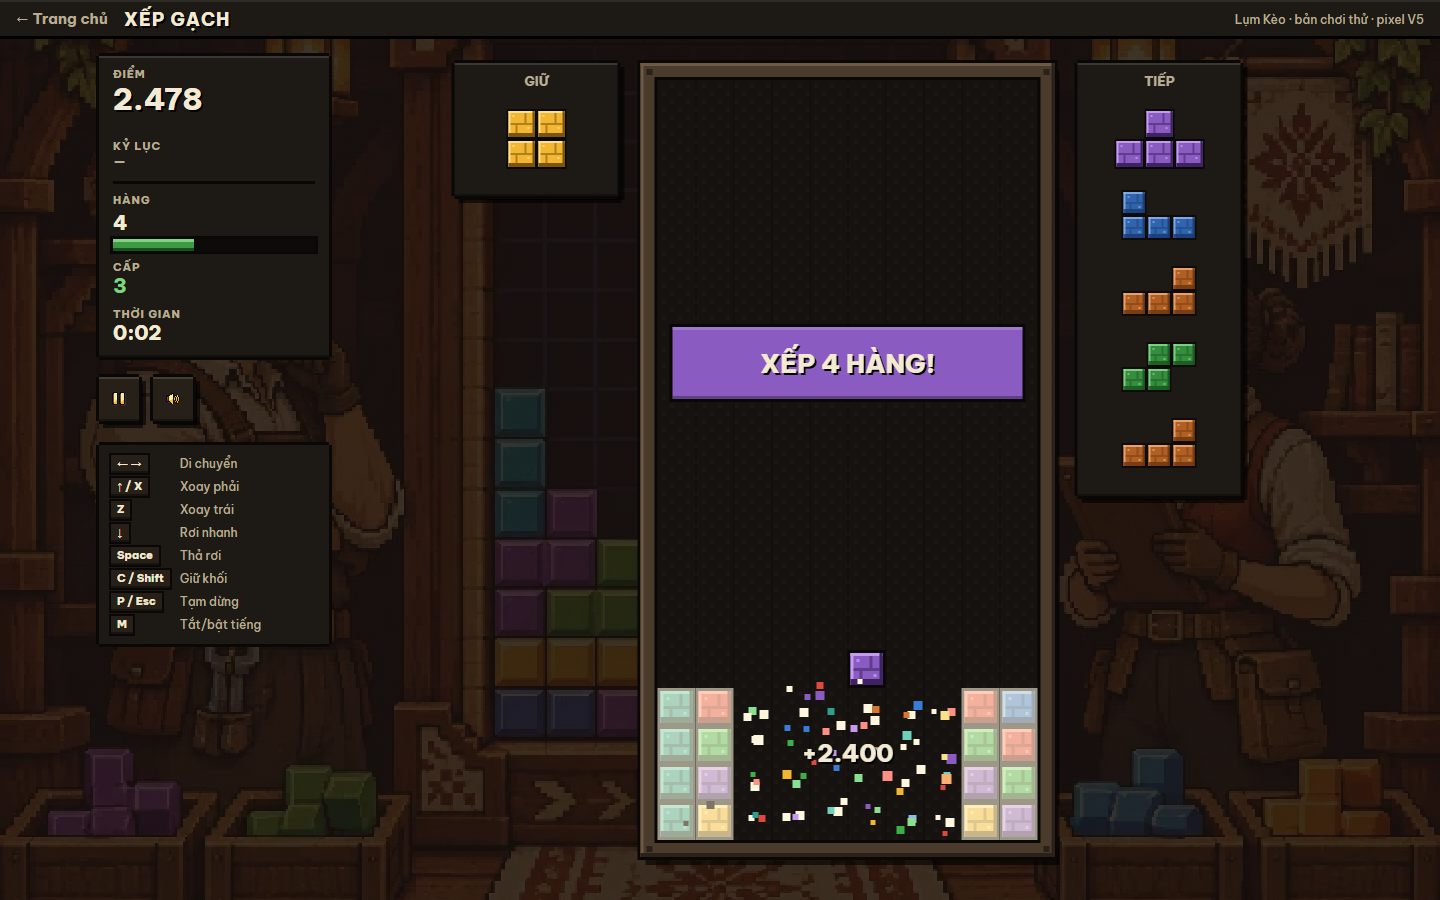 ← Trang chủ XẾP GẠCH
Lụm Kèo · bản chơi thử · pixel V5
ĐIỂM
2.478
KỶ LỤC
–
HÀNG
4
CẤP
3
THỜI GIAN
0:02
←→ Di chuyển
↑ / X Xoay phải
Z Xoay trái
↓ Rơi nhanh
Space Thả rơi
C / Shift Giữ khối
P / Esc Tạm dừng
M Tắt/bật tiếng
GIỮ
XẾP 4 HÀNG!
+2.400
TIẾP